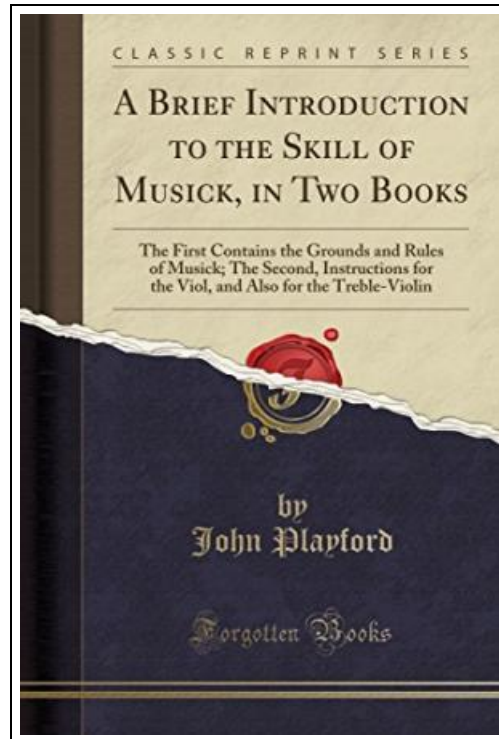 CLASSIC REPRINT SERIES
A BRIEF INTRODUCTION
TO THE SKILL OF
MUSICK, IN TWO BOOKS
The First Contains the Grounds and Rules
of Musick; The Second, Instructions for
the Viol, and Also for the Treble-Violin
by
John Playford
Forgotten Books